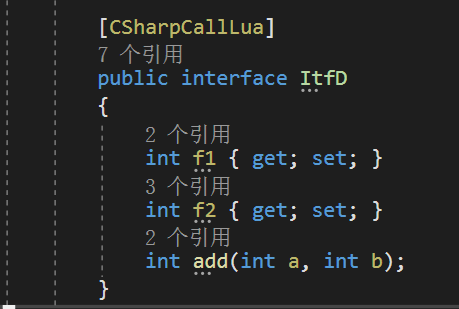 [CSharpCallLua]
7 个引用
public interface ItfD
{
2 个引用
int f1 { get; set; }
3 个引用
int f2 { get; set; }
2 个引用
int add(int a, int b);
}